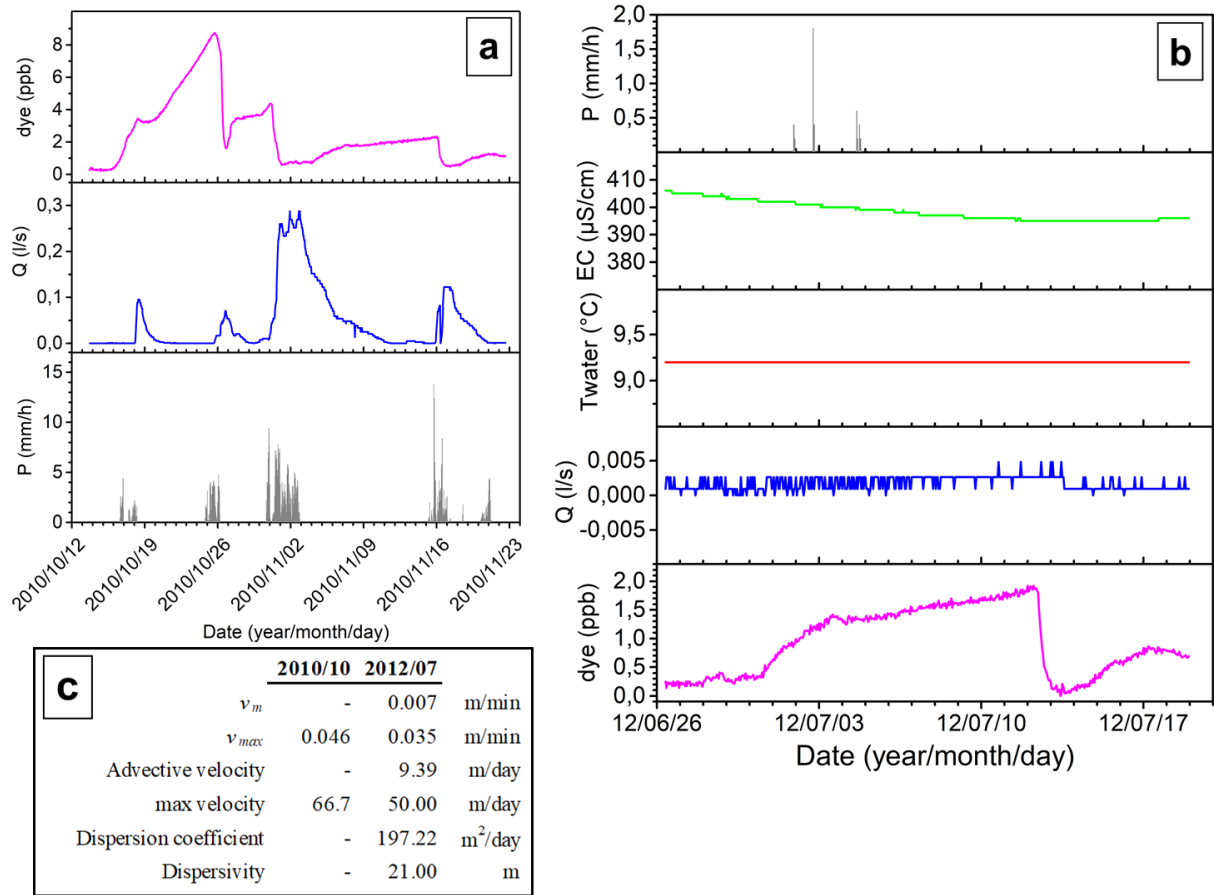 a
dye (ppb)
8
6
4
2
0
Q (l/s)
0,3
0,2
0,1
0,0
P (mm/h)
15
10
5
0
2010/10/12
2010/10/19
2010/10/26
2010/11/02
2010/11/09
2010/11/16
2010/11/23
Date (year/month/day)
b
P (mm/h)
2,0
1,5
1,0
0,5
EC (µS/cm)
410
400
390
380
Twater (°C)
9,5
9,0
Q (l/s)
0,005
0,000
-0,005
dye (ppb)
2,0
1,5
1,0
0,5
0,0
12/06/26 12/07/03 12/07/10 12/07/17
Date (year/month/day)
c
2010/10 2012/07
vm - 0.007 m/min
vmax 0.046 0.035 m/min
Advective velocity - 9.39 m/day
max velocity 66.7 50.00 m/day
Dispersion coefficient - 197.22 m²/day
Dispersivity - 21.00 m